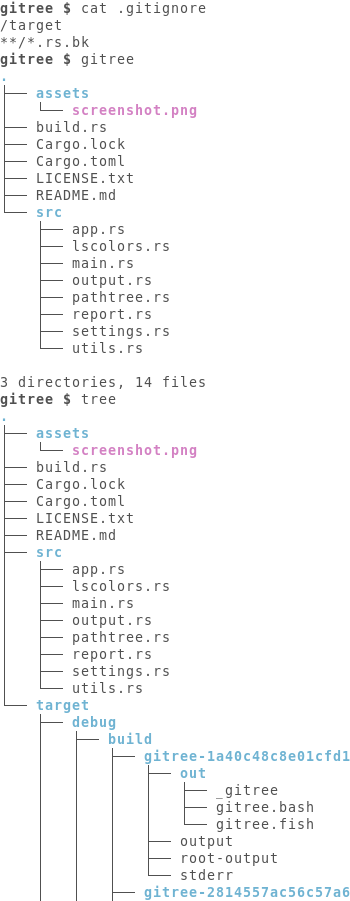 gitree $ cat .gitignore
/target
**/*.rs.bk
gitree $ gitree
.
├── assets
│   └── screenshot.png
├── build.rs
├── Cargo.lock
├── Cargo.toml
├── LICENSE.txt
├── README.md
└── src
    ├── app.rs
    ├── lscolors.rs
    ├── main.rs
    ├── output.rs
    ├── pathtree.rs
    ├── report.rs
    ├── settings.rs
    └── utils.rs

3 directories, 14 files
gitree $ tree
.
├── assets
│   └── screenshot.png
├── build.rs
├── Cargo.lock
├── Cargo.toml
├── LICENSE.txt
├── README.md
├── src
│   ├── app.rs
│   ├── lscolors.rs
│   ├── main.rs
│   ├── output.rs
│   ├── pathtree.rs
│   ├── report.rs
│   ├── settings.rs
│   └── utils.rs
└── target
    ├── debug
    │   ├── build
    │   │   ├── gitree-1a40c48c8e01cfd1
    │   │   │   ├── out
    │   │   │   │   ├── _gitree
    │   │   │   │   ├── gitree.bash
    │   │   │   │   └── gitree.fish
    │   │   │   ├── output
    │   │   │   ├── root-output
    │   │   │   └── stderr
    │   │   ├── gitree-2814557ac56c57a6